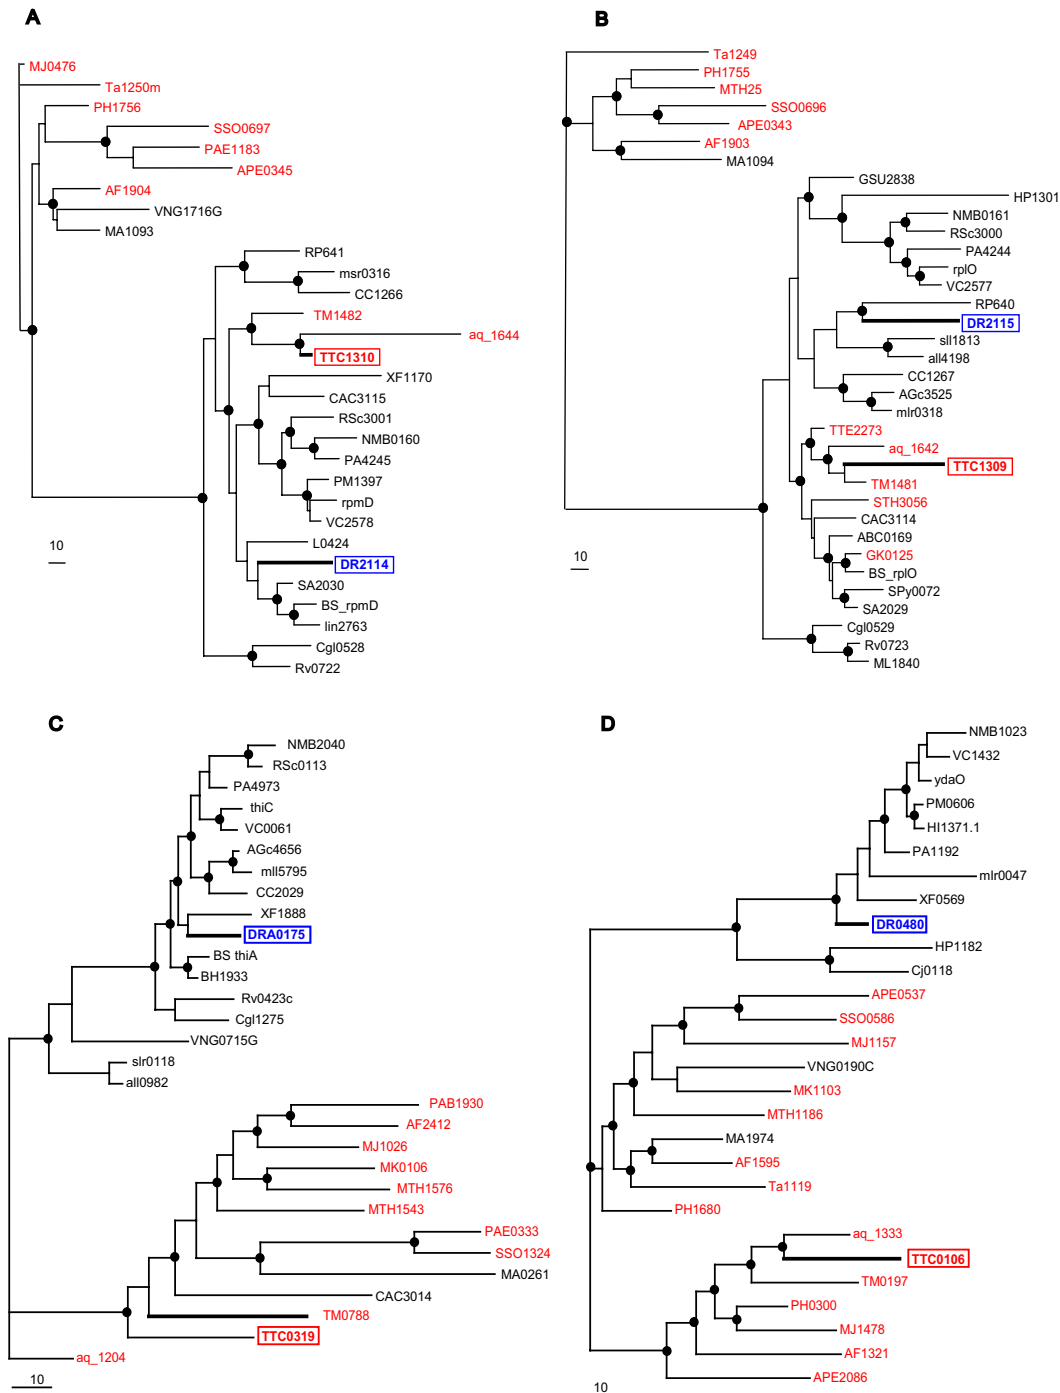 A
MJ0476
Ta1250m
PH1756
SSO0697
PAE1183
APE0345
AF1904
VNG1716G
MA1093
RP641
msr0316
CC1266
TM1482
aq_1644
TTC1310
XF1170
CAC3115
RSc3001
NMB0160
PA4245
PM1397
rpmD
VC2578
L0424
DR2114
SA2030
BS_rpmD
lin2763
Cgl0528
Rv0722
10
B
Ta1249
PH1755
MTH25
SSO0696
APE0343
AF1903
MA1094
GSU2838
HP1301
NMB0161
RSc3000
PA4244
rplO
VC2577
RP640
DR2115
sll1813
all4198
CC1267
AGc3525
mlr0318
TTE2273
aq_1642
TTC1309
TM1481
STH3056
CAC3114
ABC0169
GK0125
BS_rplO
SPy0072
SA2029
Cgl0529
Rv0723
ML1840
10
C
NMB2040
RSc0113
PA4973
thiC
VC0061
AGc4656
mll5795
CC2029
XF1888
DRA0175
BS thiA
BH1933
Rv0423c
Cgl1275
VNG0715G
slr0118
all0982
PAB1930
AF2412
MJ1026
MK0106
MTH1576
MTH1543
PAE0333
SSO1324
MA0261
CAC3014
TM0788
TTC0319
aq_1204
10
D
NMB1023
VC1432
ydaO
PM0606
HI1371.1
PA1192
mlr0047
XF0569
DR0480
HP1182
Cj0118
APE0537
SSO0586
MJ1157
VNG0190C
MK1103
MTH1186
MA1974
AF1595
Ta1119
PH1680
aq_1333
TTC0106
TM0197
PH0300
MJ1478
AF1321
APE2086
10